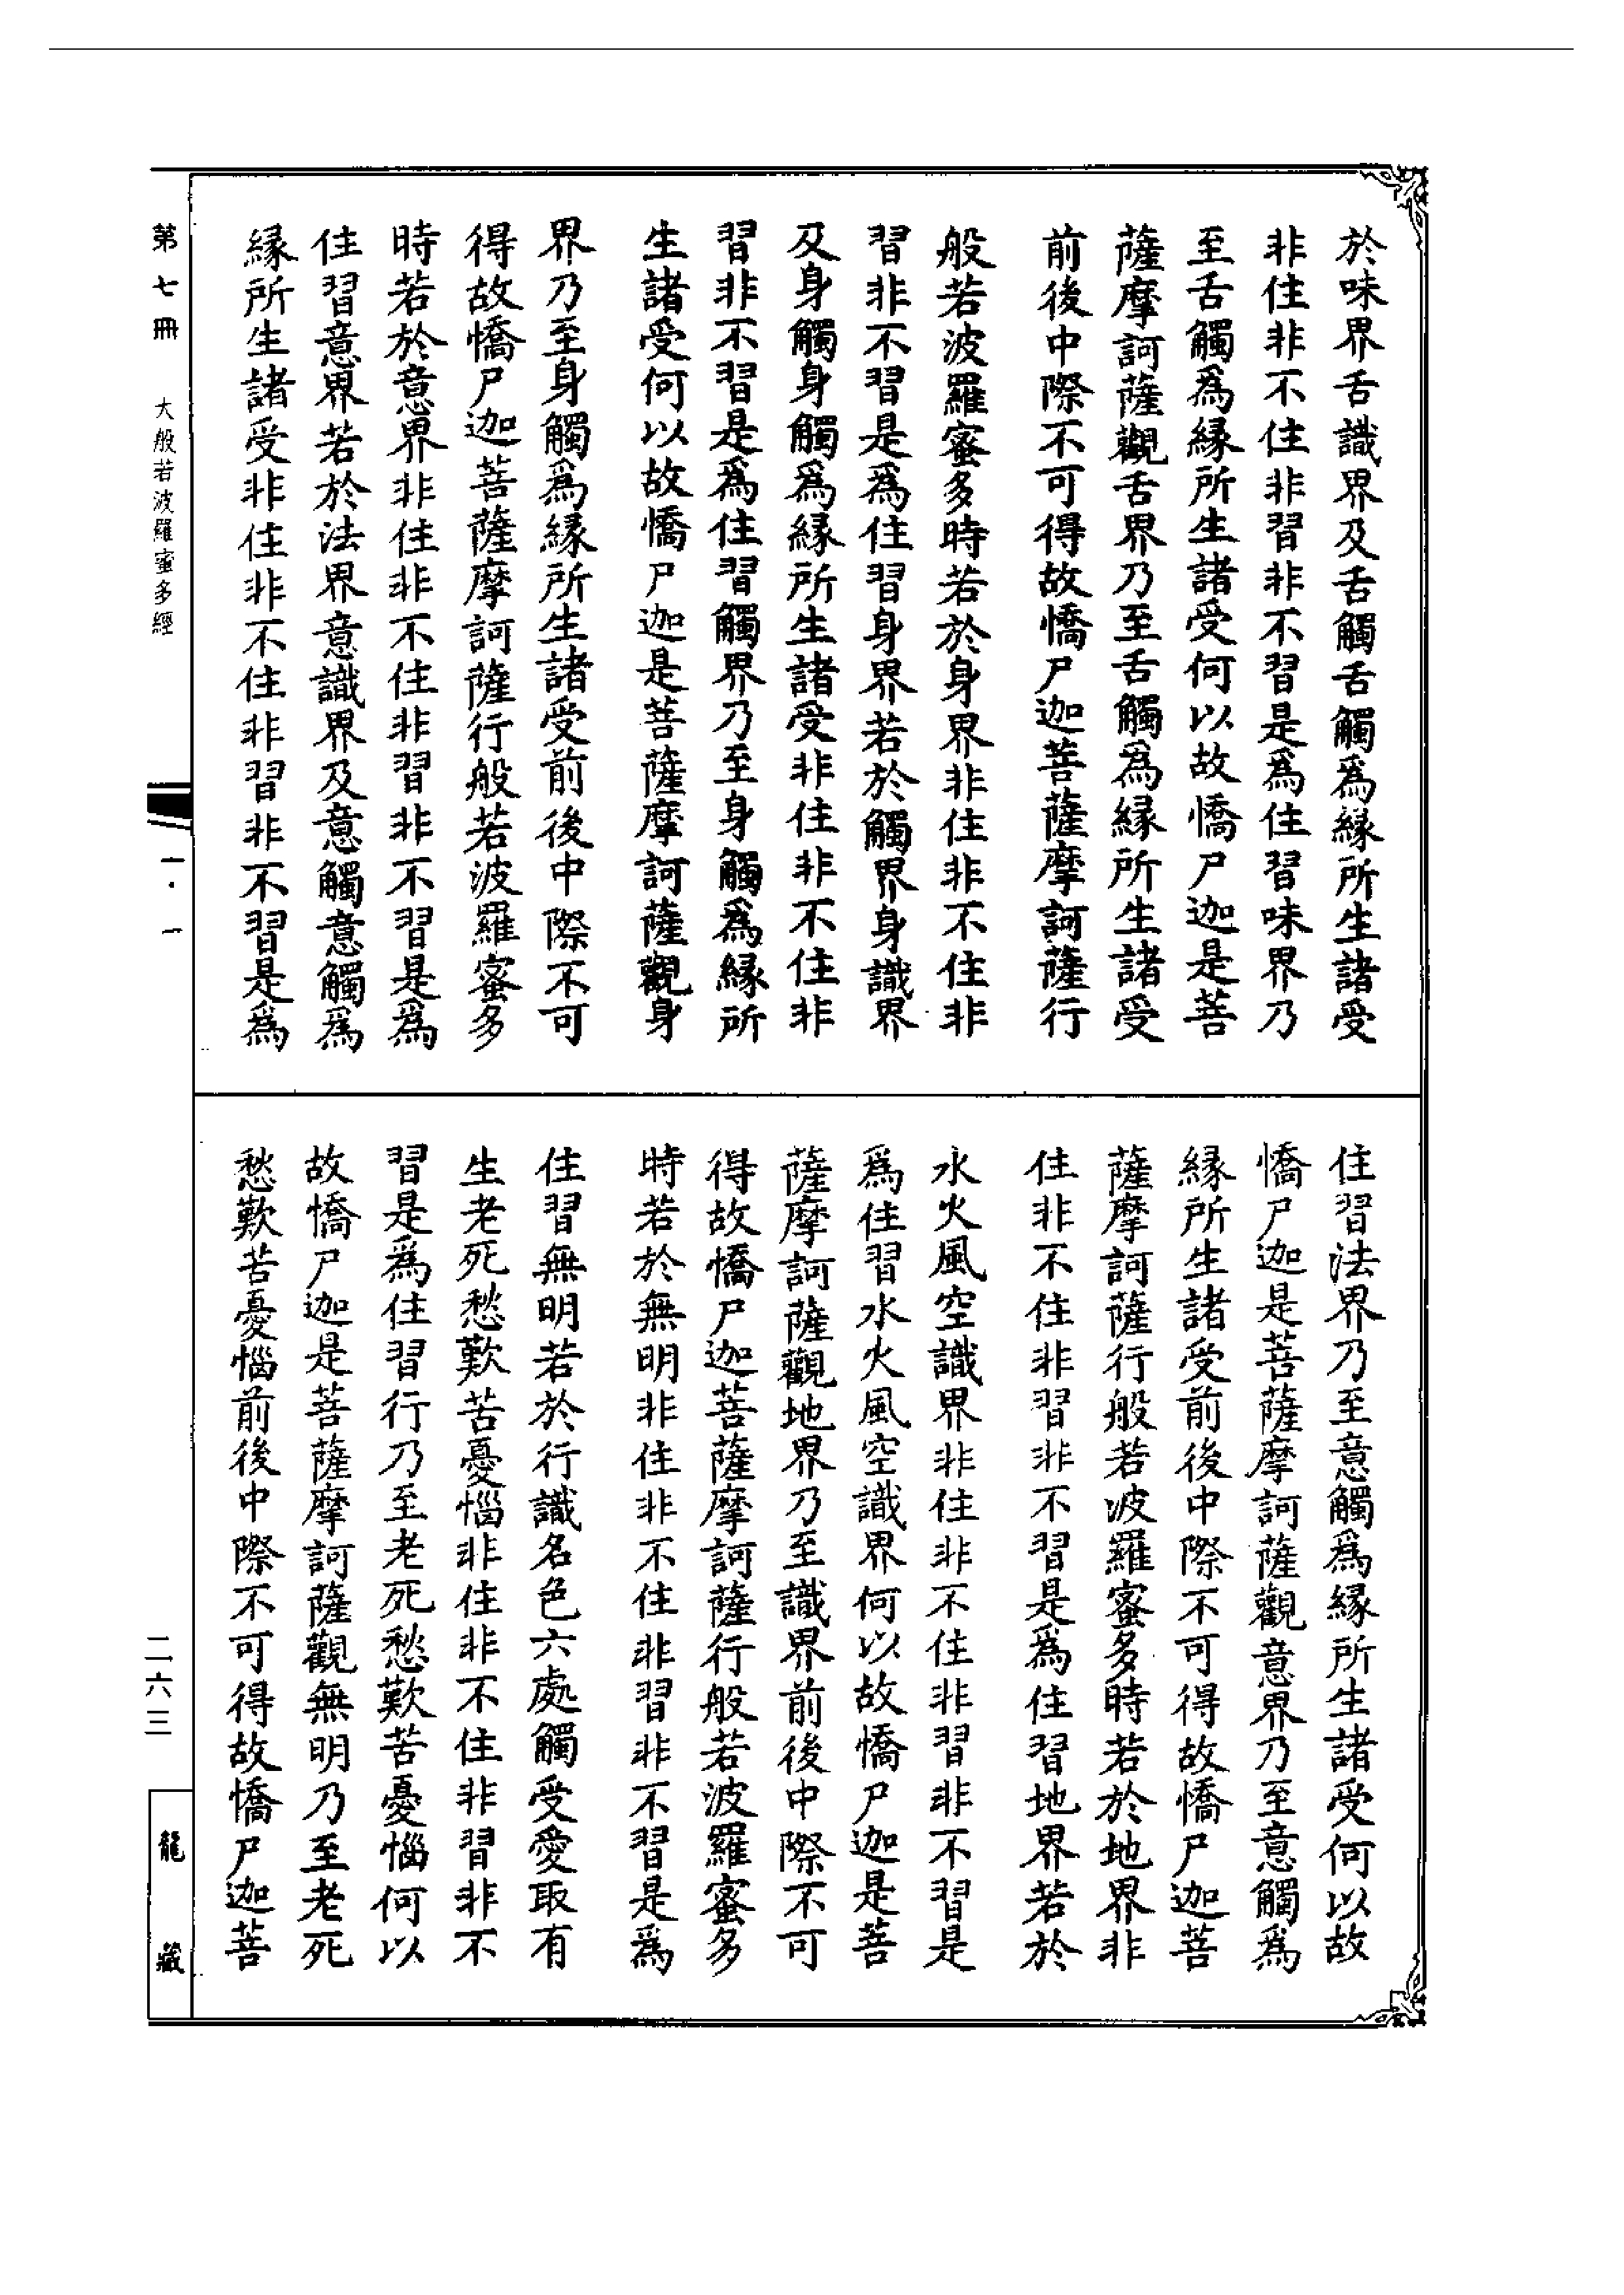 於味界舌識界及舌觸舌觸爲緣所生諸受
非住非不住非習非不習是爲住習味界乃
至舌觸爲緣所生諸受何以故憍尸迦是菩
薩摩訶薩觀舌界乃至舌觸爲緣所生諸受
前後中際不可得故憍尸迦菩薩摩訶薩行
般若波羅蜜多時若於身界非住非不住非
習非不習是爲住習身界若於觸界身識界
及身觸身觸爲緣所生諸受非住非不住非
習非不習是爲住習觸界乃至身觸爲緣所
生諸受何以故憍尸迦是菩薩摩訶薩觀身
界乃至身觸爲緣所生諸受前後中際不可
得故憍尸迦菩薩摩訶薩行般若波羅蜜多
時若於意界非住非不住非習非不習是爲
住習意界若於法界意識界及意觸意觸爲
緣所生諸受非住非不住非習非不習是爲
住習法界乃至意觸爲緣所生諸受何以故
憍尸迦是菩薩摩訶薩觀意界乃至意觸爲
緣所生諸受前後中際不可得故憍尸迦菩
薩摩訶薩行般若波羅蜜多時若於地界非
住非不住非習非不習是爲住習地界若於
水火風空識界非住非不住非習非不習是
爲住習水火風空識界何以故憍尸迦是菩
薩摩訶薩觀地界乃至識界前後中際不可
得故憍尸迦菩薩摩訶薩行般若波羅蜜多
時若於無明非住非不住非習非不習是爲
住習無明若於行識名色六處觸受愛取有
生老死愁歎苦憂惱非住非不住非習非不
習是爲住習行乃至老死愁歎苦憂惱何以
故憍尸迦是菩薩摩訶薩觀無明乃至老死
愁歎苦憂惱前後中際不可得故憍尸迦菩
第七冊 大般若波羅蜜多經 一·一
二六三
龍藏